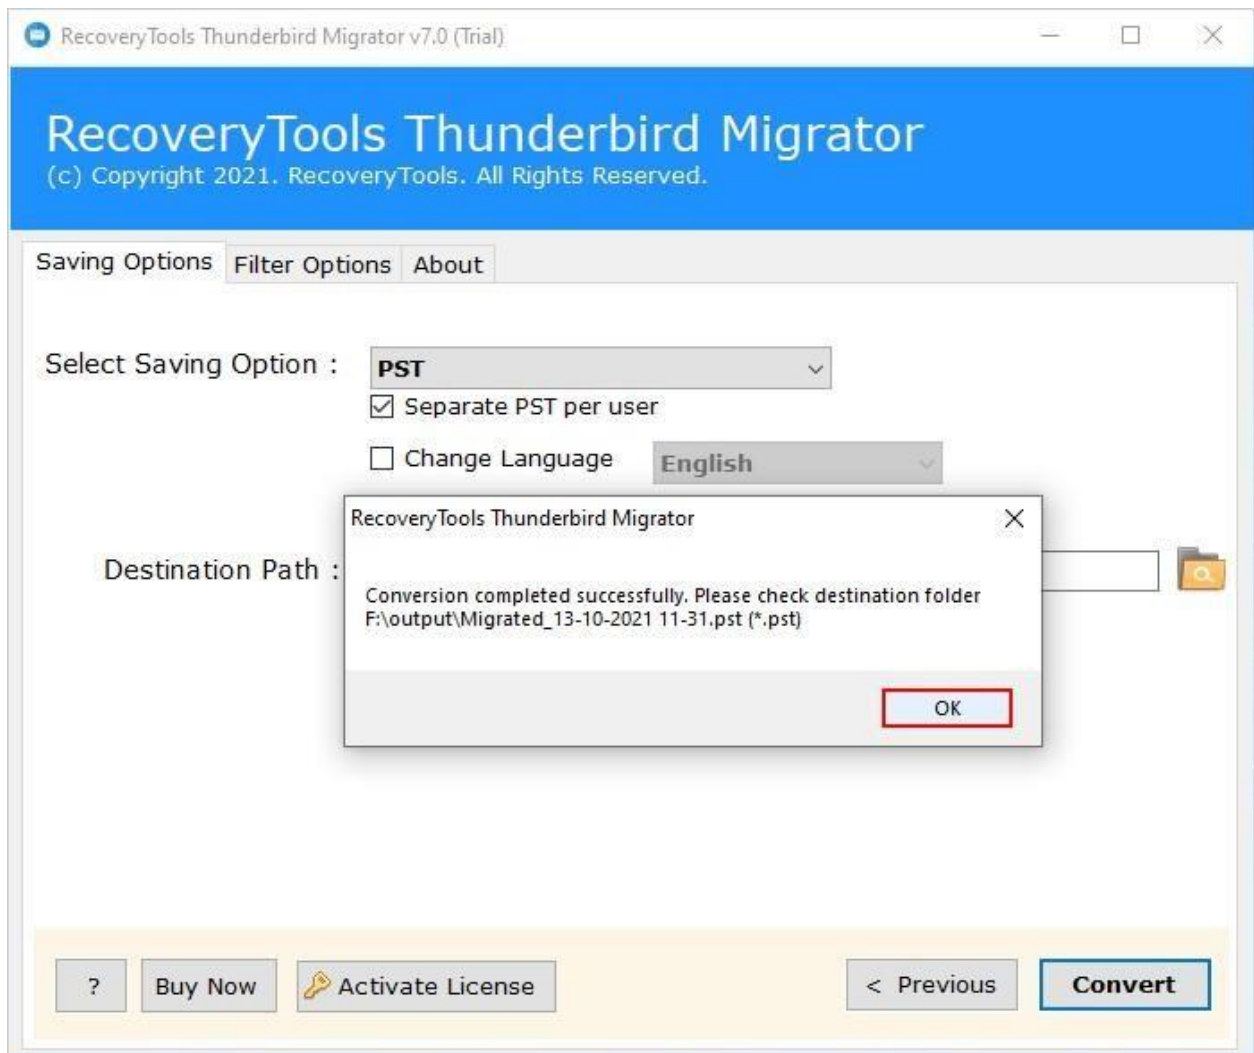 RecoveryTools Thunderbird Migrator v7.0 (Trial)
RecoveryTools Thunderbird Migrator
(c) Copyright 2021. RecoveryTools. All Rights Reserved.
Saving Options Filter Options About
Select Saving Option : PST
Separate PST per user
Change Language English
RecoveryTools Thunderbird Migrator
Destination Path :
Conversion completed successfully. Please check destination folder
F:\output\Migrated_13-10-2021 11-31.pst (*.pst)
OK
? Buy Now Activate License < Previous Convert